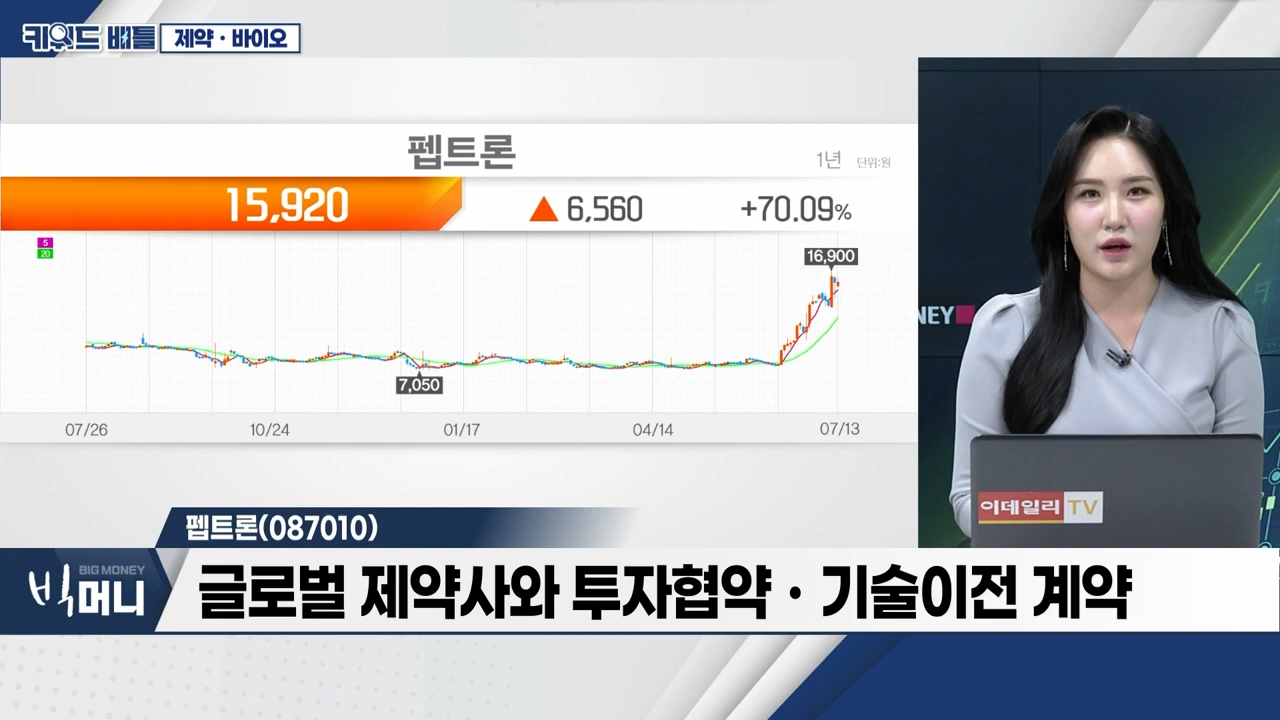 키워드 배틀
제약·바이오
펩트론
1년 단위:원
15,920 ▲ 6,560 +70.09%
5
20
16,900
7,050
07/26 10/24 01/17 04/14 07/13
NEY
이데일리 TV
펩트론(087010)
BIG MONEY
빅머니
글로벌 제약사와 투자협약·기술이전 계약